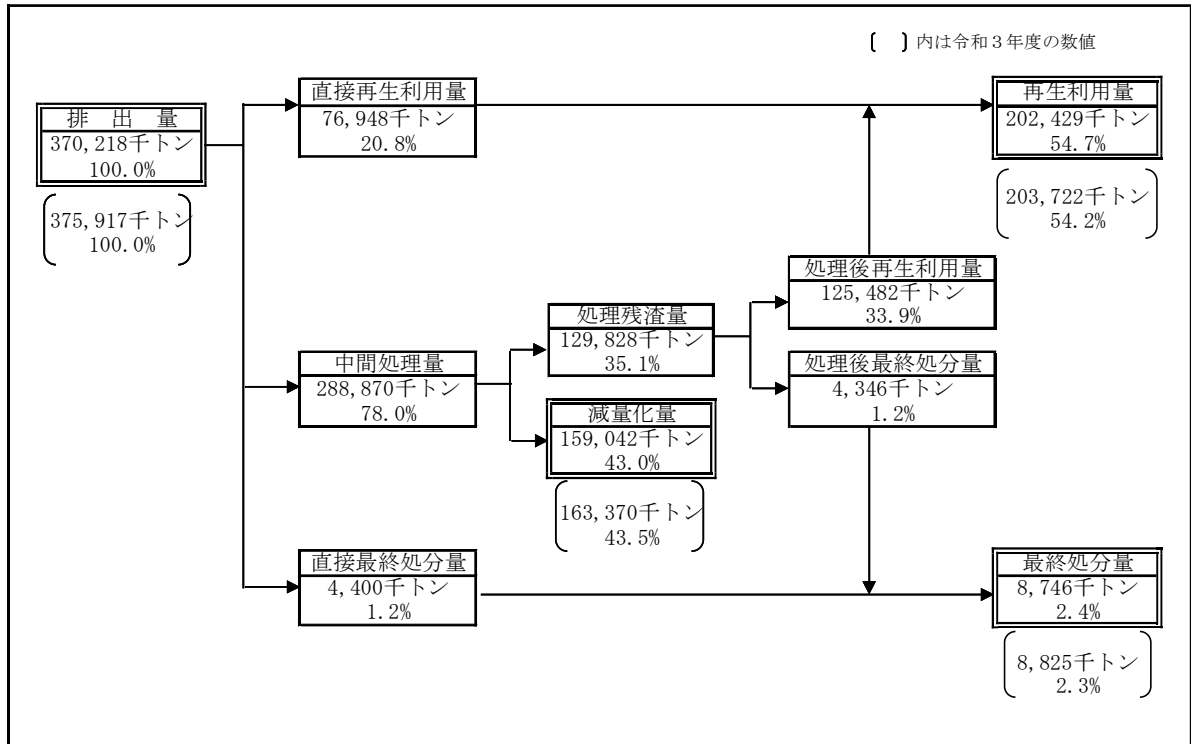 〔 〕内は令和３年度の数値
排 出 量
370,218千トン
100.0%
375,917千トン
100.0%
直接再生利用量
76,948千トン
20.8%
再生利用量
202,429千トン
54.7%
203,722千トン
54.2%
中間処理量
288,870千トン
78.0%
処理残渣量
129,828千トン
35.1%
減量化量
159,042千トン
43.0%
163,370千トン
43.5%
処理後再生利用量
125,482千トン
33.9%
処理後最終処分量
4,346千トン
1.2%
直接最終処分量
4,400千トン
1.2%
最終処分量
8,746千トン
2.4%
8,825千トン
2.3%